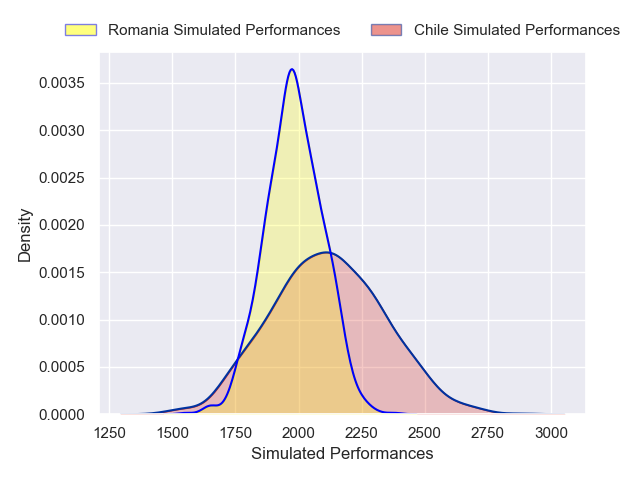 Romania Simulated Performances Chile Simulated Performances
0.0035
0.0030
0.0025
0.0020
0.0015
0.0010
0.0005
0.0000
Density
1250 1500 1750 2000 2250 2500 2750 3000
Simulated Performances